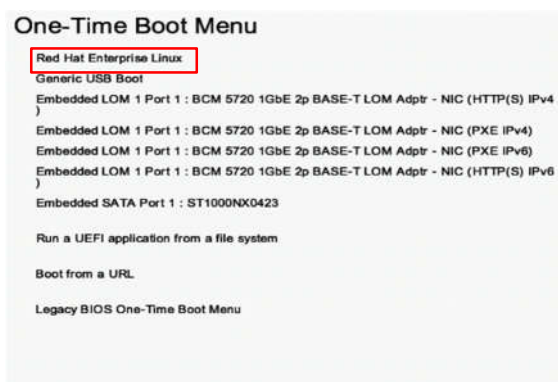 One-Time Boot Menu
Red Hat Enterprise Linux
Generic USB Boot
Embedded LOM 1 Port 1 : BCM 5720 1GbE 2p BASE-T LOM Adptr - NIC (HTTP(S) IPv4
)
Embedded LOM 1 Port 1 : BCM 5720 1GbE 2p BASE-T LOM Adptr - NIC (PXE IPv4)
Embedded LOM 1 Port 1 : BCM 5720 1GbE 2p BASE-T LOM Adptr - NIC (PXE IPv6)
Embedded LOM 1 Port 1 : BCM 5720 1GbE 2p BASE-T LOM Adptr - NIC (HTTP(S) IPv6
)
Embedded SATA Port 1 : ST1000NX0423
Run a UEFI application from a file system
Boot from a URL
Legacy BIOS One-Time Boot Menu